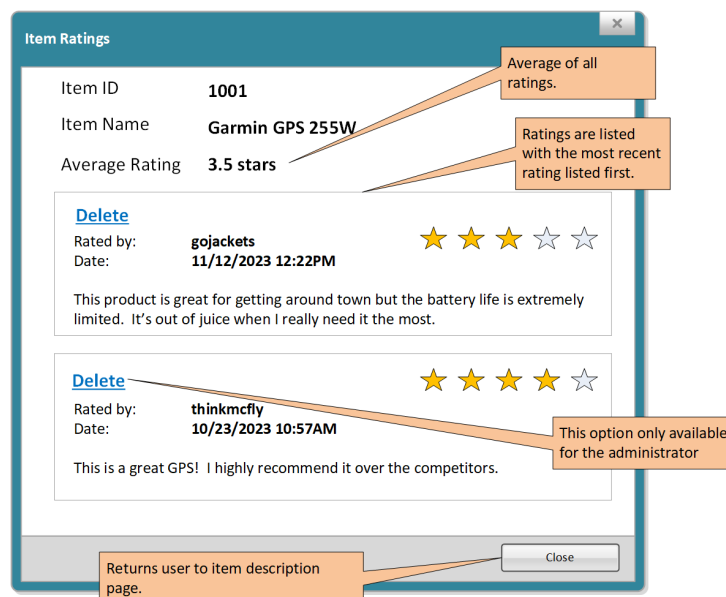 Item Ratings
×
Average of all
ratings.
Item ID 1001
Item Name Garmin GPS 255W
Average Rating 3.5 stars
Ratings are listed
with the most recent
rating listed first.
Delete
Rated by: gojackets
Date: 11/12/2023 12:22PM
This product is great for getting around town but the battery life is extremely
limited. It’s out of juice when I really need it the most.
Delete
Rated by: thinkmcfly
Date: 10/23/2023 10:57AM
This option only available
for the administrator
This is a great GPS! I highly recommend it over the competitors.
Close
Returns user to item description
page.